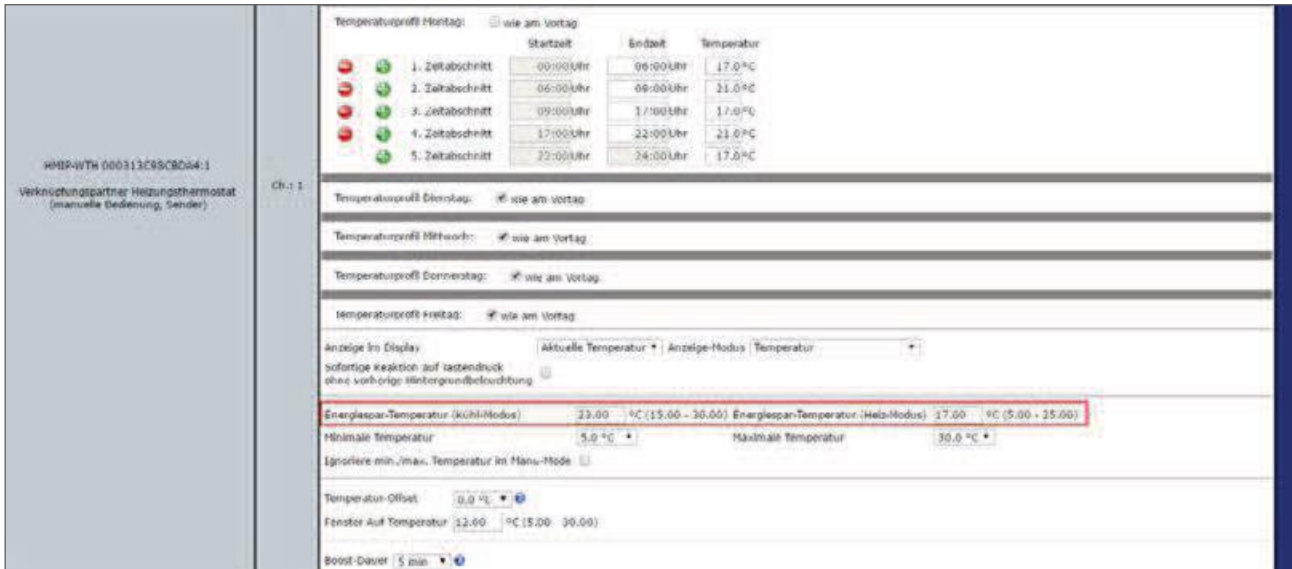 Temperaturprofil Montag: wie am Vortag
Startzeit Endzeit Temperatur
1. Zeitabschnitt 00:00 Uhr 06:00 Uhr 17.0 °C
2. Zeitabschnitt 06:00 Uhr 09:00 Uhr 21.0 °C
3. Zeitabschnitt 09:00 Uhr 17:00 Uhr 17.0 °C
4. Zeitabschnitt 17:00 Uhr 22:00 Uhr 21.0 °C
5. Zeitabschnitt 22:00 Uhr 24:00 Uhr 17.0 °C
HMIP-WTH
Ch.: 1
Verknüpfungspartner Heizungsthermostat
(manuelle Bedienung, Sender)
Temperaturprofil Dienstag: wie am Vortag
Temperaturprofil Mittwoch: wie am Vortag
Temperaturprofil Donnerstag: wie am Vortag
Temperaturprofil Freitag: wie am Vortag
Anzeige im Display Aktuelle Temperatur Anzeige-Modus Temperatur
Sofortige Reaktion auf Tastendruck
ohne vorherige Hintergrundbeleuchtung
Energiespar-Temperatur (Kühl-Modus) 23.00 °C (15.00 - 30.00) Energiespar-Temperatur (Heiz-Modus) 17.00 °C (5.00 - 25.00)
Minimale Temperatur 5.0 °C Maximale Temperatur 30.0 °C
Ignoriere min./max. Temperatur im Manu-Mode
Temperatur-Offset 0.0 °C
Fenster Auf Temperatur 12.00 °C (5.00 - 30.00)
Boost-Dauer 5 min